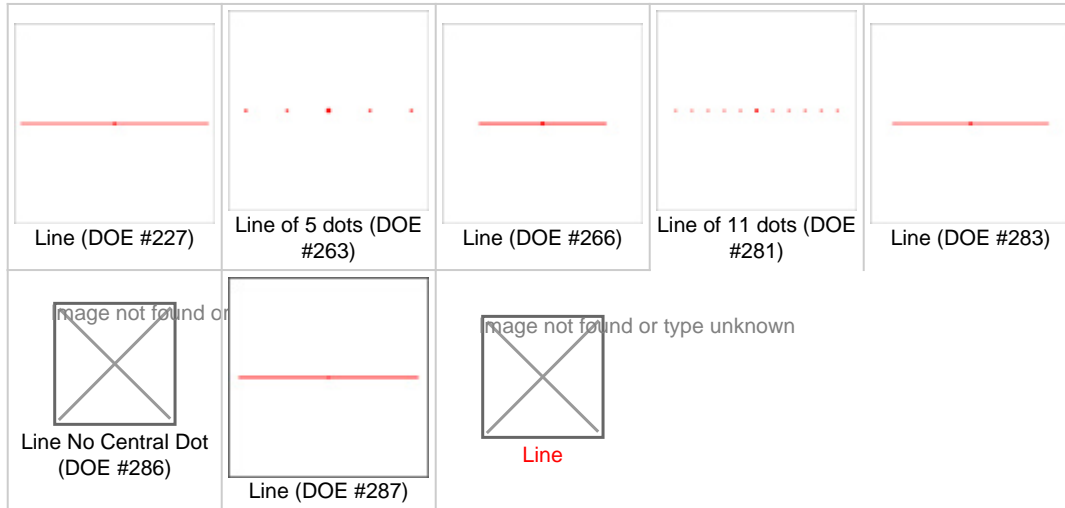 Line (DOE #227)
Line of 5 dots (DOE
#263)
Line (DOE #266)
Line of 11 dots (DOE
#281)
Line (DOE #283)
Image not found or
Line No Central Dot
(DOE #286)
Line (DOE #287)
Image not found or type unknown
Line